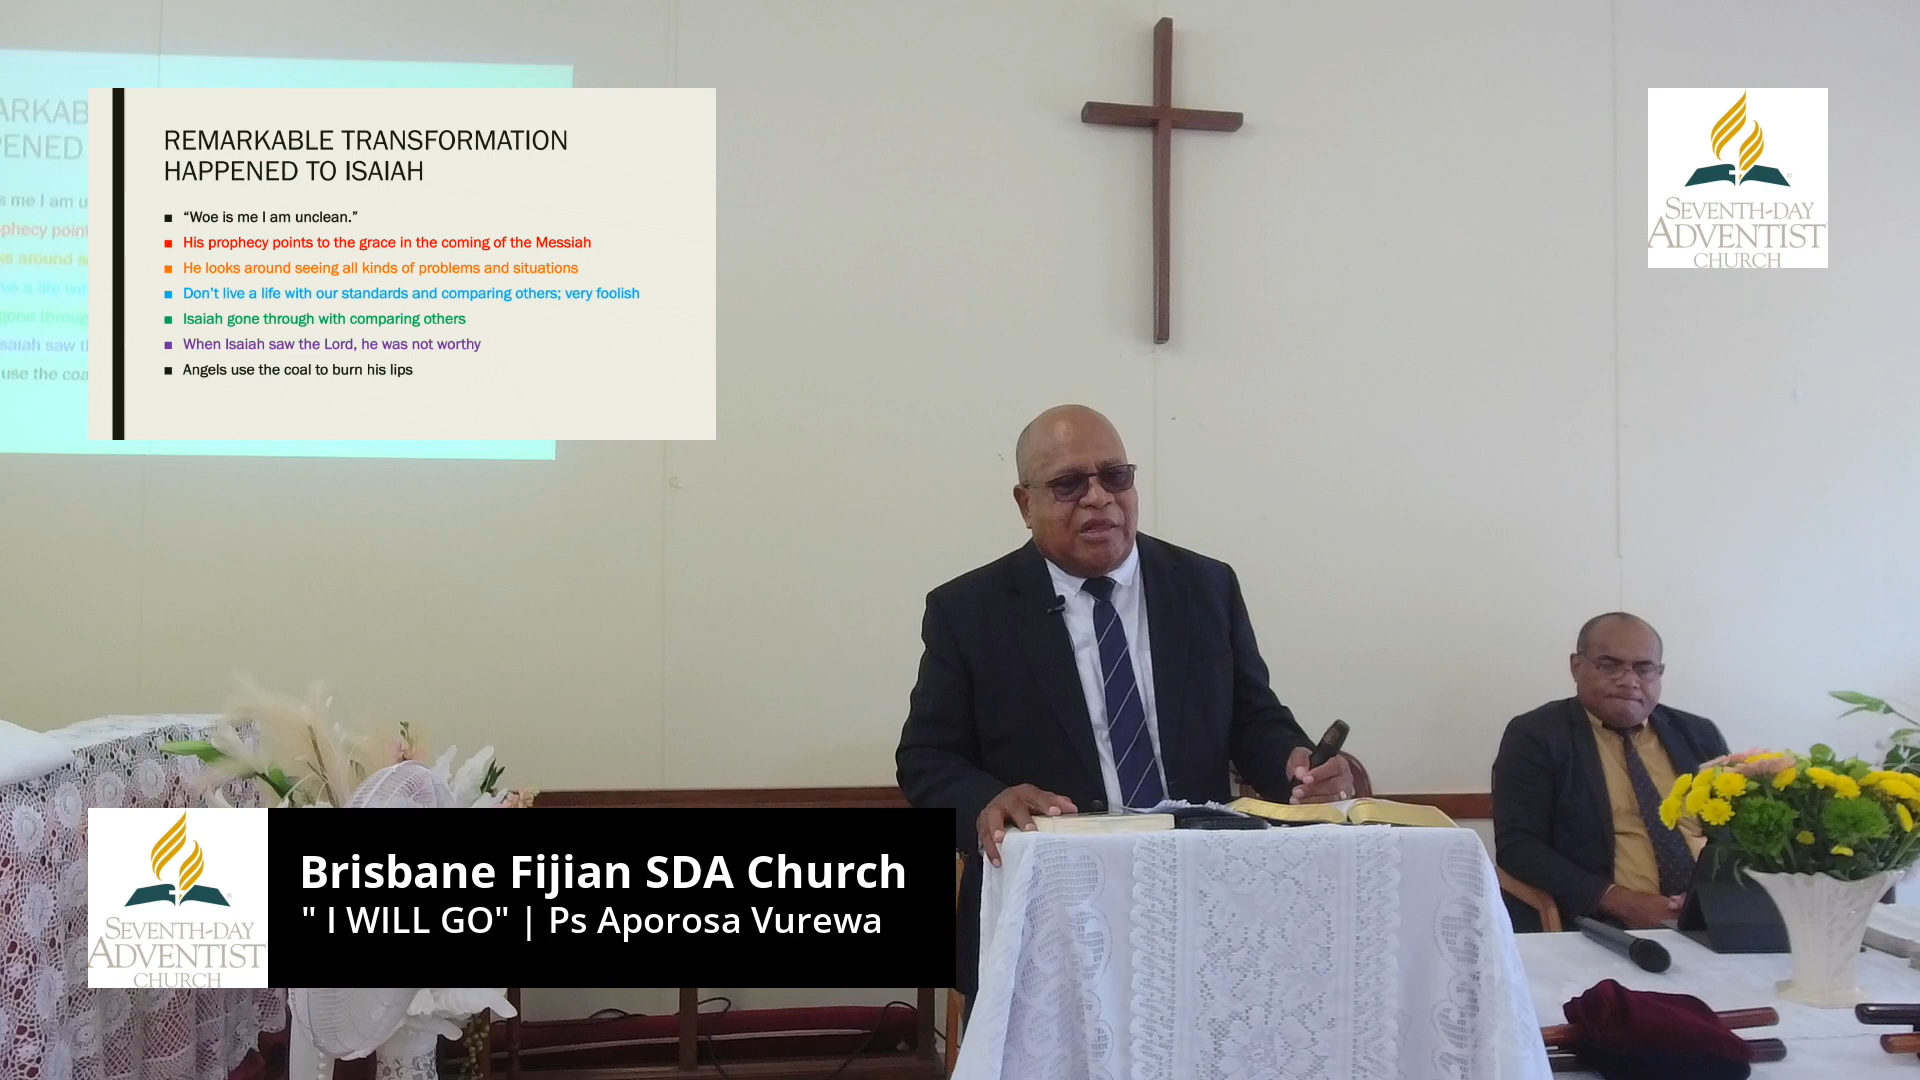 REMARKABLE TRANSFORMATION
HAPPENED TO ISAIAH
“Woe is me I am unclean.”
His prophecy points to the grace in the coming of the Messiah
He looks around seeing all kinds of problems and situations
Don’t live a life with our standards and comparing others; very foolish
Isaiah gone through with comparing others
When Isaiah saw the Lord, he was not worthy
Angels use the coal to burn his lips
SEVENTH-DAY
ADVENTIST
CHURCH
SEVENTH-DAY
ADVENTIST
CHURCH
Brisbane Fijian SDA Church
" I WILL GO" | Ps Aporosa Vurewa